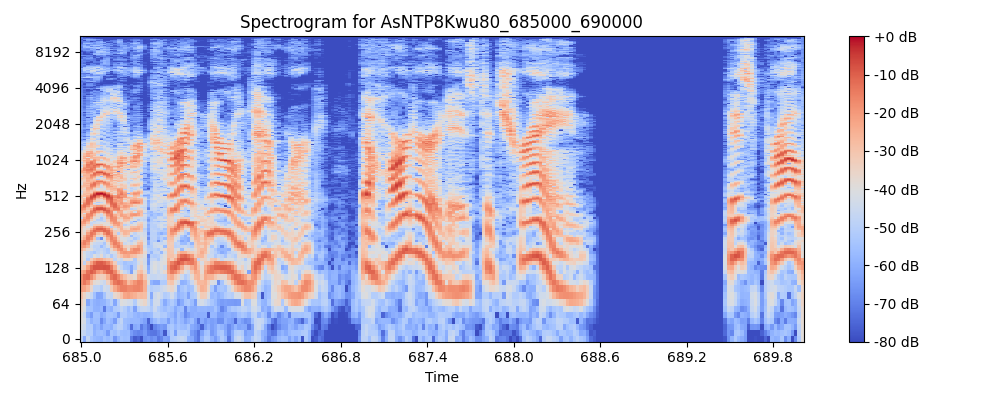 Spectrogram for AsNTP8Kwu80_685000_690000
8192
4096
2048
1024
512
256
128
64
0
Hz
685.0 685.6 686.2 686.8 687.4 688.0 688.6 689.2 689.8
Time
+0 dB
-10 dB
-20 dB
-30 dB
-40 dB
-50 dB
-60 dB
-70 dB
-80 dB